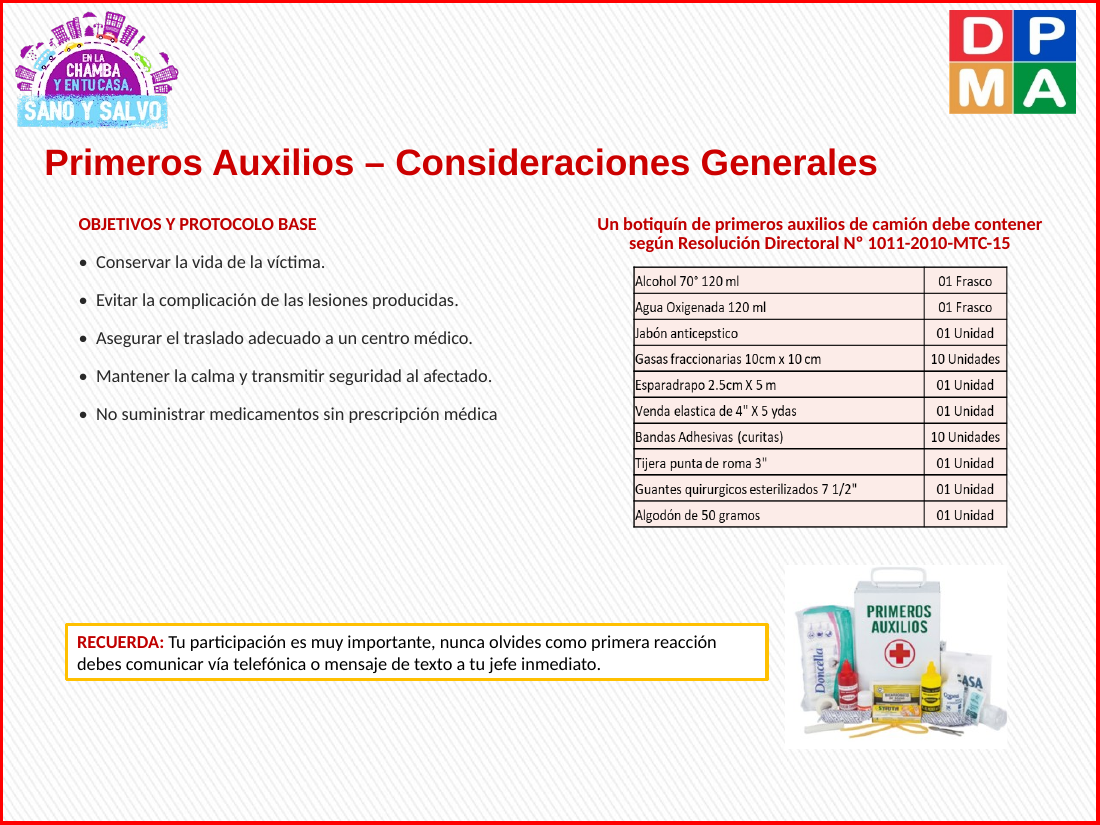 EN LA
CHAMBA
Y EN TU CASA,
SANO Y SALVO
D P
M A
Primeros Auxilios – Consideraciones Generales
OBJETIVOS Y PROTOCOLO BASE
• Conservar la vida de la víctima.
• Evitar la complicación de las lesiones producidas.
• Asegurar el traslado adecuado a un centro médico.
• Mantener la calma y transmitir seguridad al afectado.
• No suministrar medicamentos sin prescripción médica
Un botiquín de primeros auxilios de camión debe contener
según Resolución Directoral Nº 1011-2010-MTC-15
Alcohol 70° 120 ml 01 Frasco
Agua Oxigenada 120 ml 01 Frasco
Jabón anticepstico 01 Unidad
Gasas fraccionarias 10cm x 10 cm 10 Unidades
Esparadrapo 2.5cm X 5 m 01 Unidad
Venda elastica de 4" X 5 ydas 01 Unidad
Bandas Adhesivas (curitas) 10 Unidades
Tijera punta de roma 3" 01 Unidad
Guantes quirurgicos esterilizados 7 1/2" 01 Unidad
Algodón de 50 gramos 01 Unidad
RECUERDA: Tu participación es muy importante, nunca olvides como primera reacción
debes comunicar vía telefónica o mensaje de texto a tu jefe inmediato.
PRIMEROS
AUXILIOS
Doncella